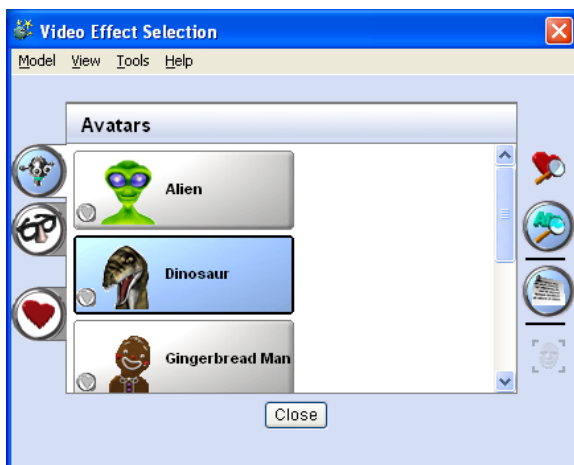 Video Effect Selection
Model View Tools Help
Avatars
Alien
Dinosaur
Gingerbread Man
Close